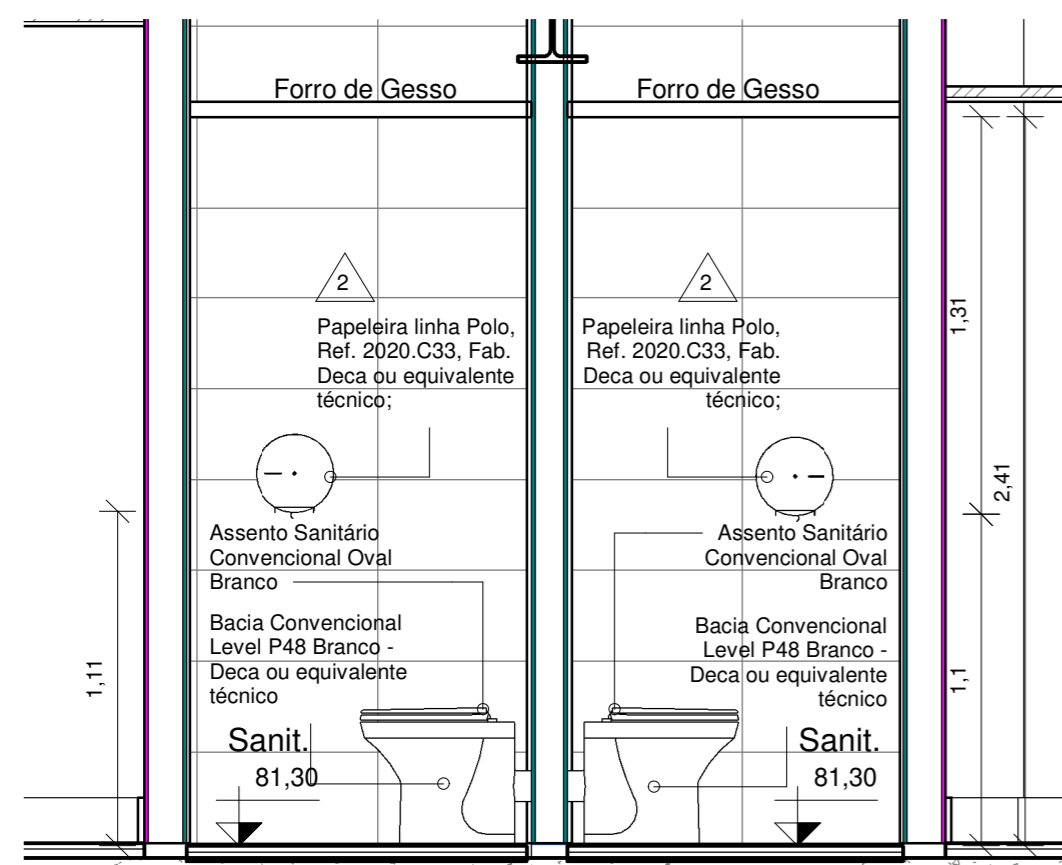 Forro de Gesso
Forro de Gesso
2
2
Papeleira linha Polo,
Ref. 2020.C33, Fab.
Deca ou equivalente
técnico;
Papeleira linha Polo,
Ref. 2020.C33, Fab.
Deca ou equivalente
técnico;
1,31
2,41
Assento Sanitário
Convencional Oval
Branco
Assento Sanitário
Convencional Oval
Branco
1,11
Bacia Convencional
Level P48 Branco -
Deca ou equivalente
técnico
Bacia Convencional
Level P48 Branco -
Deca ou equivalente
técnico
1,1
Sanit.
81,30
Sanit.
81,30